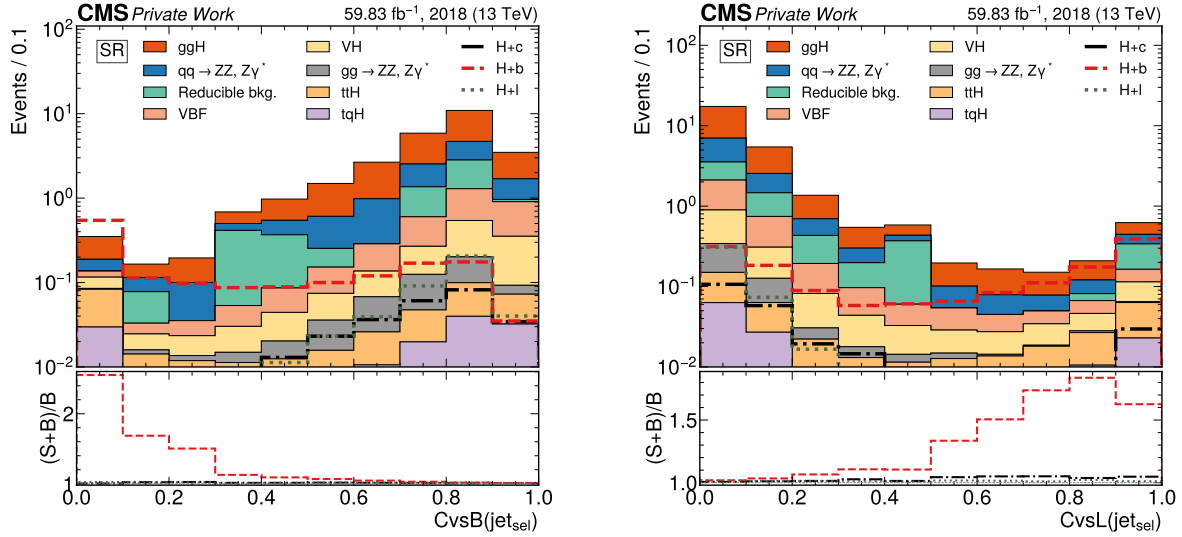 CMS Private Work 59.83 fb⁻¹, 2018 (13 TeV)
Events / 0.1
10²
10¹
10⁰
10⁻¹
10⁻²
SR
ggH
qq→ZZ, Zγ*
Reducible bkg.
VBF
VH
gg→ZZ, Zγ*
ttH
tqH
H+c
H+b
H+l
(S+B)/B
2
1
0.0 0.2 0.4 0.6 0.8 1.0
CvsB(jet_sel)
CMS Private Work 59.83 fb⁻¹, 2018 (13 TeV)
Events / 0.1
10²
10¹
10⁰
10⁻¹
10⁻²
SR
ggH
qq→ZZ, Zγ*
Reducible bkg.
VBF
VH
gg→ZZ, Zγ*
ttH
tqH
H+c
H+b
H+l
(S+B)/B
1.5
1.0
0.0 0.2 0.4 0.6 0.8 1.0
CvsL(jet_sel)